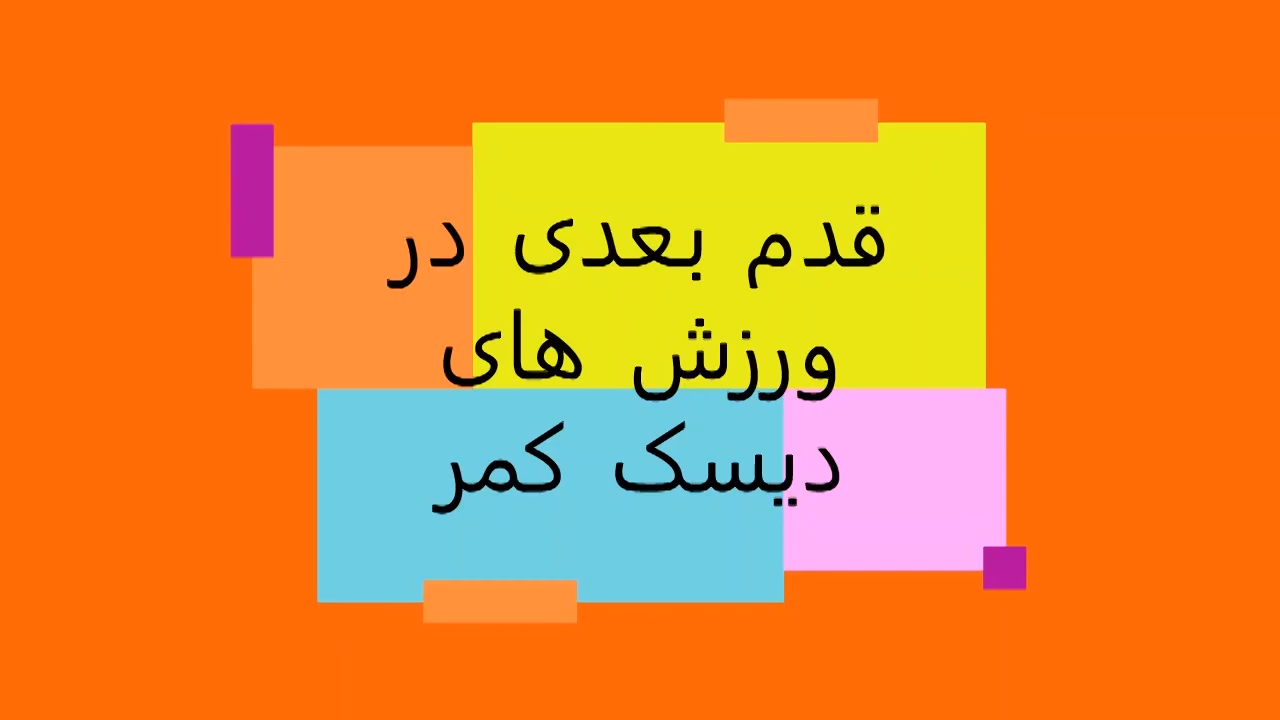 قدم بعدی در
ورزش های
دیسک کمر